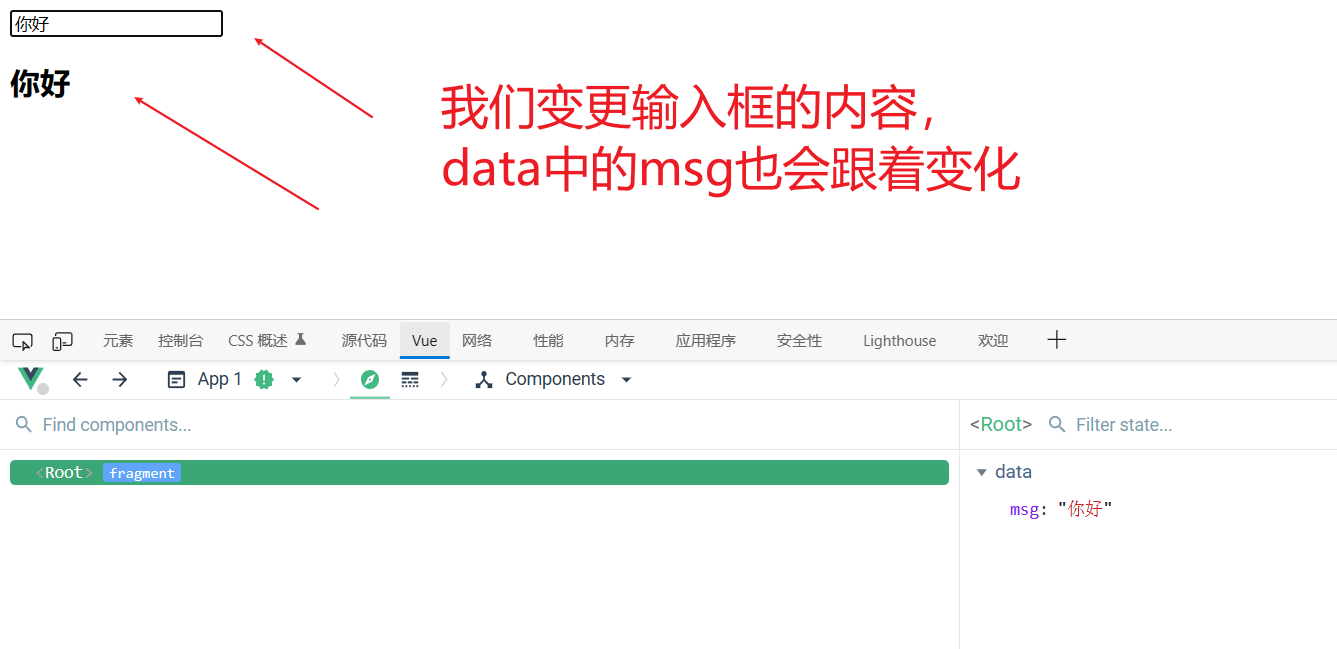 你好
你好
我们变更输入框的内容，
data中的msg也会跟着变化
元素 控制台 CSS 概述 源代码 Vue 网络 性能 内存 应用程序 安全性 Lighthouse 欢迎
App 1 Components
Find components...
<Root> Filter state...
<Root> fragment
data
msg: "你好"